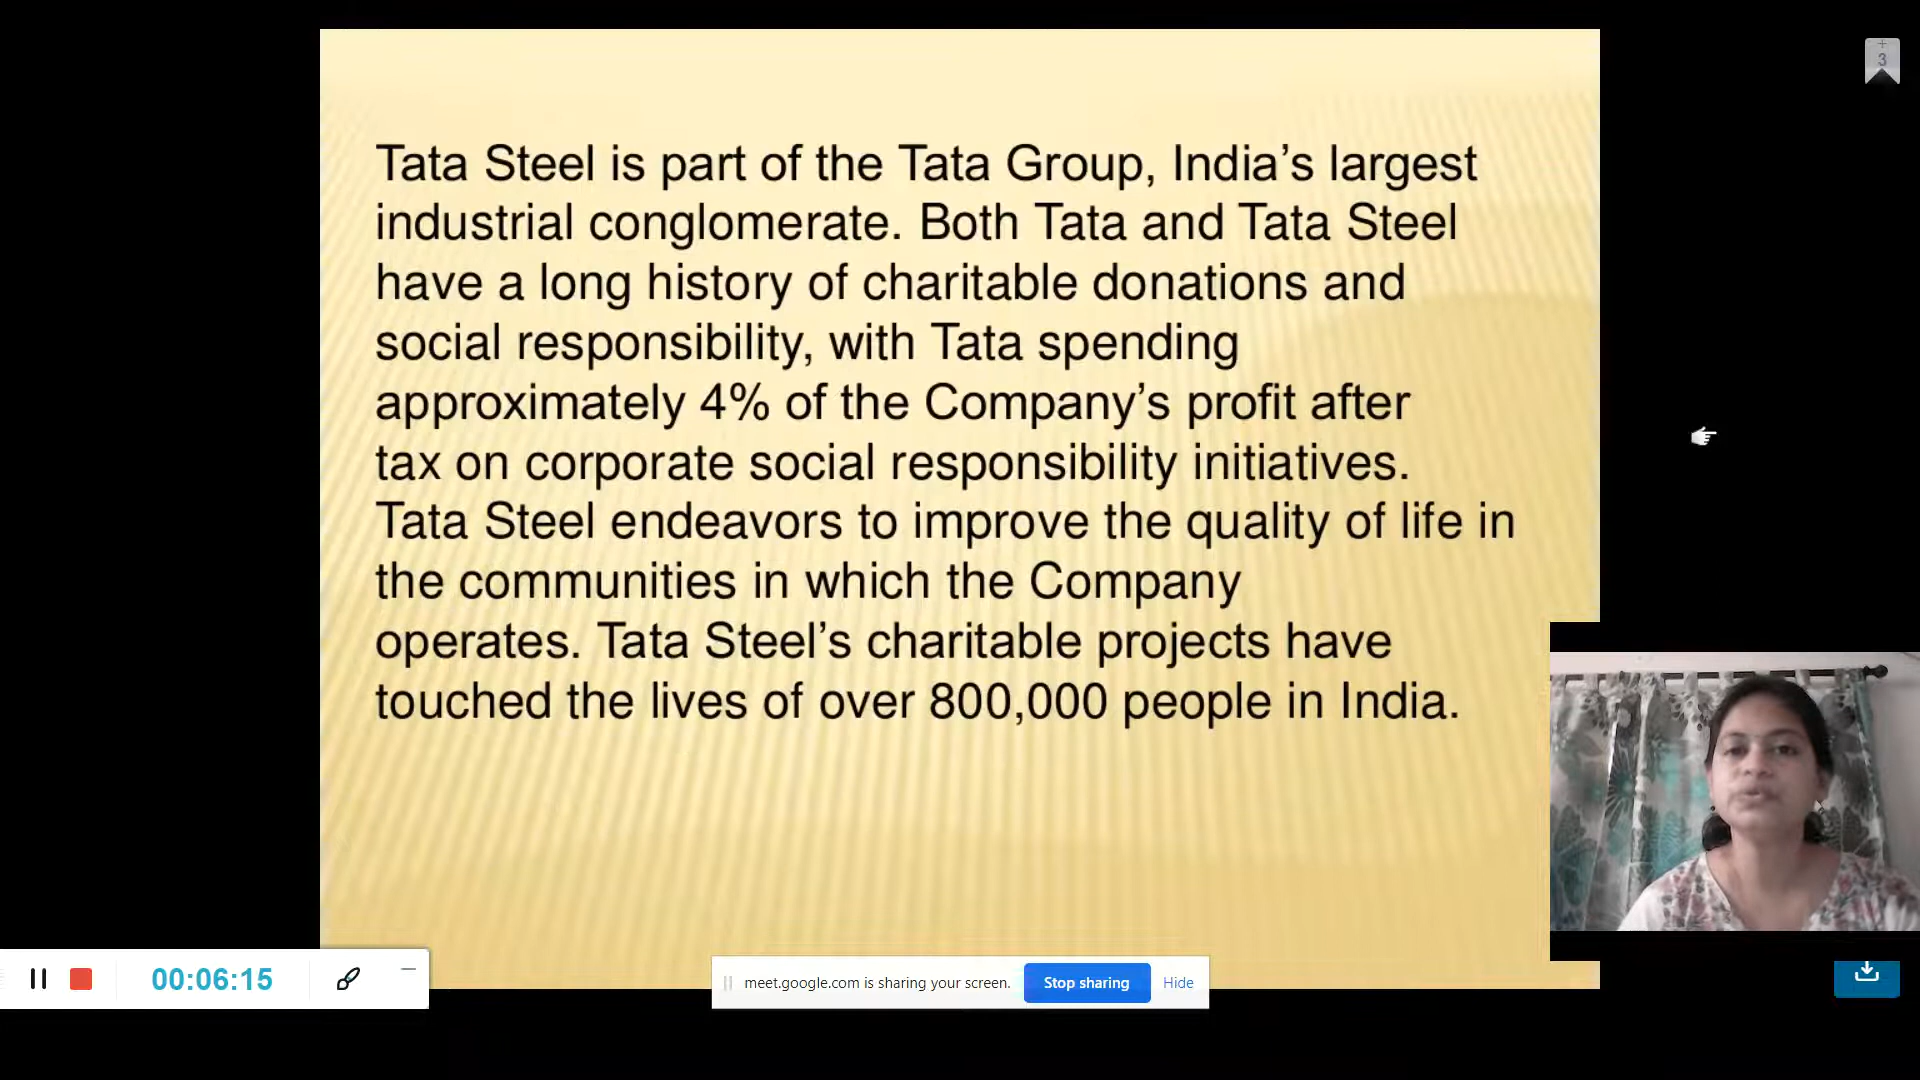 +
3
Tata Steel is part of the Tata Group, India’s largest
industrial conglomerate. Both Tata and Tata Steel
have a long history of charitable donations and
social responsibility, with Tata spending
approximately 4% of the Company’s profit after
tax on corporate social responsibility initiatives.
Tata Steel endeavors to improve the quality of life in
the communities in which the Company
operates. Tata Steel’s charitable projects have
touched the lives of over 800,000 people in India.
00:06:15
meet.google.com is sharing your screen. Stop sharing Hide